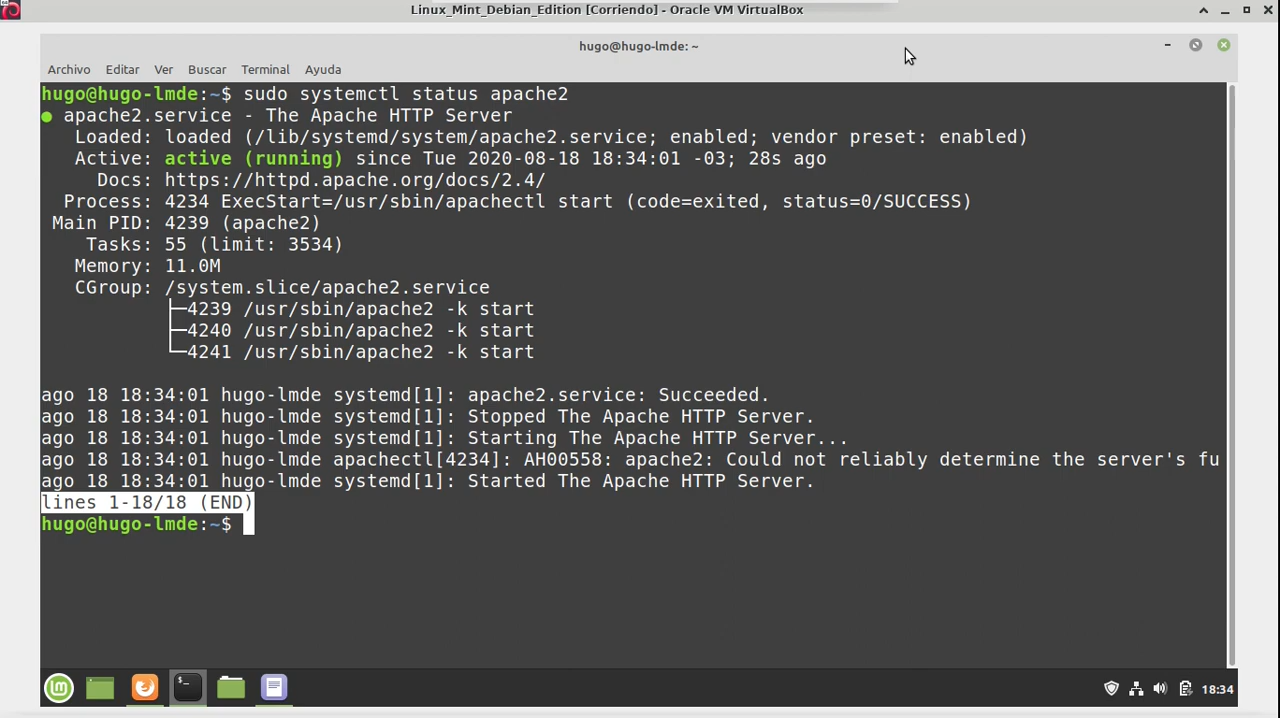 Linux_Mint_Debian_Edition [Corriendo] - Oracle VM VirtualBox
hugo@hugo-lmde: ~
Archivo Editar Ver Buscar Terminal Ayuda
hugo@hugo-lmde:~$ sudo systemctl status apache2
● apache2.service - The Apache HTTP Server
Loaded: loaded (/lib/systemd/system/apache2.service; enabled; vendor preset: enabled)
Active: active (running) since Tue 2020-08-18 18:34:01 -03; 28s ago
Docs: https://httpd.apache.org/docs/2.4/
Process: 4234 ExecStart=/usr/sbin/apachectl start (code=exited, status=0/SUCCESS)
Main PID: 4239 (apache2)
Tasks: 55 (limit: 3534)
Memory: 11.0M
CGroup: /system.slice/apache2.service
├─4239 /usr/sbin/apache2 -k start
├─4240 /usr/sbin/apache2 -k start
└─4241 /usr/sbin/apache2 -k start
ago 18 18:34:01 hugo-lmde systemd[1]: apache2.service: Succeeded.
ago 18 18:34:01 hugo-lmde systemd[1]: Stopped The Apache HTTP Server.
ago 18 18:34:01 hugo-lmde systemd[1]: Starting The Apache HTTP Server...
ago 18 18:34:01 hugo-lmde apachectl[4234]: AH00558: apache2: Could not reliably determine the server's fu
ago 18 18:34:01 hugo-lmde systemd[1]: Started The Apache HTTP Server.
lines 1-18/18 (END)
hugo@hugo-lmde:~$
18:34